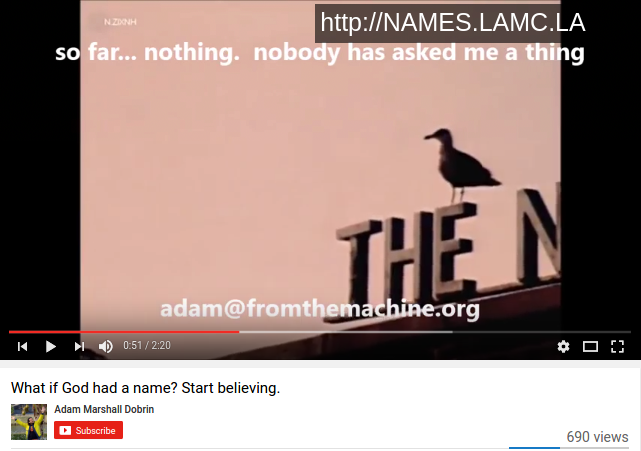 http://NAMES.LAMC.LA
N.ZIXNH
so far... nothing. nobody has asked me a thing
THE N
adam@fromthemachine.org
0:51 / 2:20
What if God had a name? Start believing.
Adam Marshall Dobrin
Subscribe
690 views